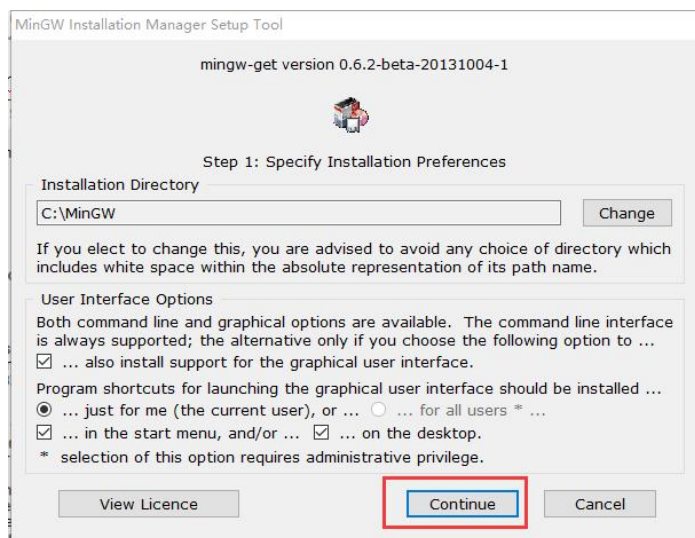 MinGW Installation Manager Setup Tool
mingw-get version 0.6.2-beta-20131004-1
Step 1: Specify Installation Preferences
Installation Directory
C:\MinGW
Change
If you elect to change this, you are advised to avoid any choice of directory which
includes white space within the absolute representation of its path name.
User Interface Options
Both command line and graphical options are available.  The command line interface
is always supported; the alternative only if you choose the following option to ...
... also install support for the graphical user interface.
Program shortcuts for launching the graphical user interface should be installed ...
... just for me (the current user), or ... ... for all users * ...
... in the start menu, and/or ... ... on the desktop.
* selection of this option requires administrative privilege.
View Licence Continue Cancel